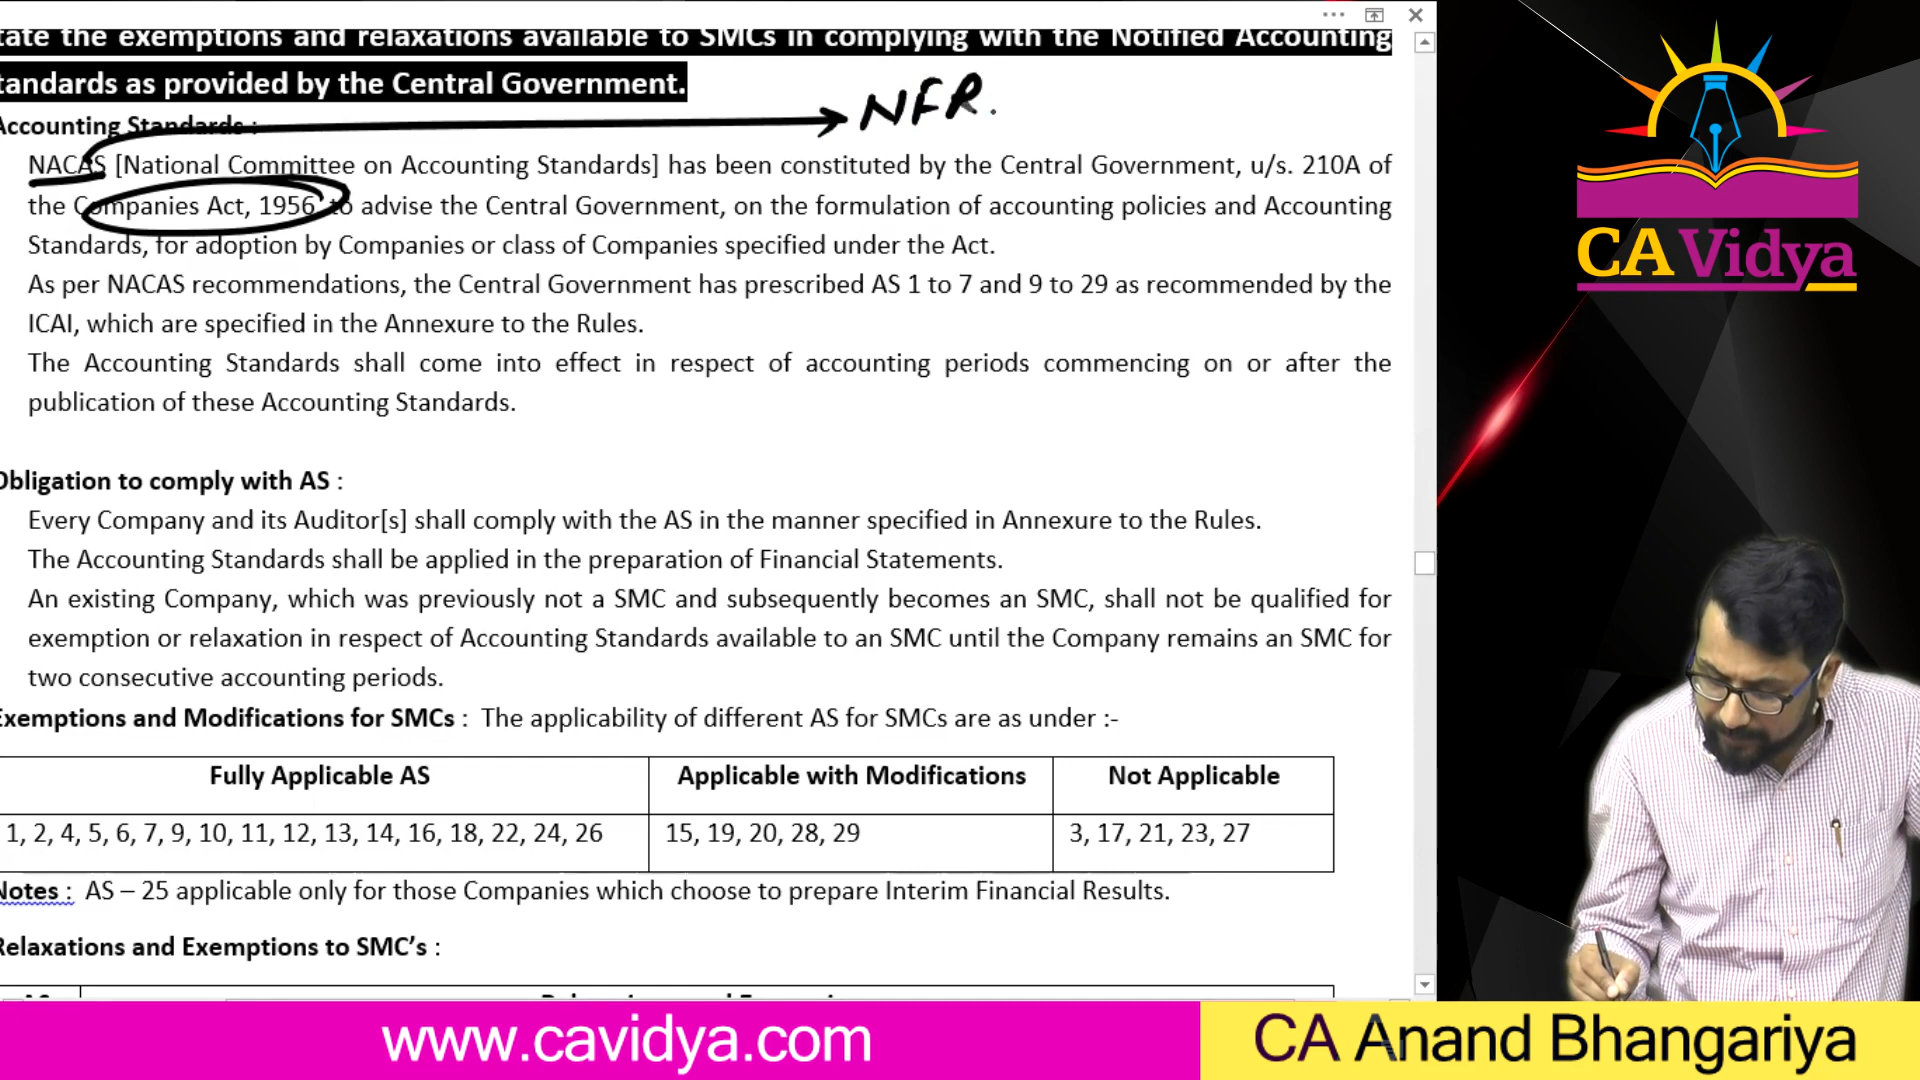 tate the exemptions and relaxations available to SMCs in complying with the Notified Accounting
tandards as provided by the Central Government.
NFR.
Accounting Standards :
NACAS [National Committee on Accounting Standards] has been constituted by the Central Government, u/s. 210A of
the Companies Act, 1956, to advise the Central Government, on the formulation of accounting policies and Accounting
Standards, for adoption by Companies or class of Companies specified under the Act.
As per NACAS recommendations, the Central Government has prescribed AS 1 to 7 and 9 to 29 as recommended by the
ICAI, which are specified in the Annexure to the Rules.
The Accounting Standards shall come into effect in respect of accounting periods commencing on or after the
publication of these Accounting Standards.
Obligation to comply with AS :
Every Company and its Auditor[s] shall comply with the AS in the manner specified in Annexure to the Rules.
The Accounting Standards shall be applied in the preparation of Financial Statements.
An existing Company, which was previously not a SMC and subsequently becomes an SMC, shall not be qualified for
exemption or relaxation in respect of Accounting Standards available to an SMC until the Company remains an SMC for
two consecutive accounting periods.
Exemptions and Modifications for SMCs : The applicability of different AS for SMCs are as under :-
Fully Applicable AS Applicable with Modifications Not Applicable
1, 2, 4, 5, 6, 7, 9, 10, 11, 12, 13, 14, 16, 18, 22, 24, 26 15, 19, 20, 28, 29 3, 17, 21, 23, 27
Notes : AS – 25 applicable only for those Companies which choose to prepare Interim Financial Results.
Relaxations and Exemptions to SMC's :
CA Vidya
www.cavidya.com
CA Anand Bhangariya